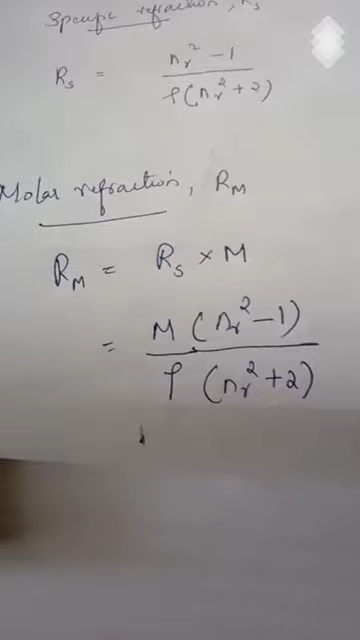 Specific refraction, Rs
Rs = nr² - 1
ρ(nr² + 2)
Molar refraction, RM
RM = Rs × M
= M (nr² - 1)
ρ (nr² + 2)